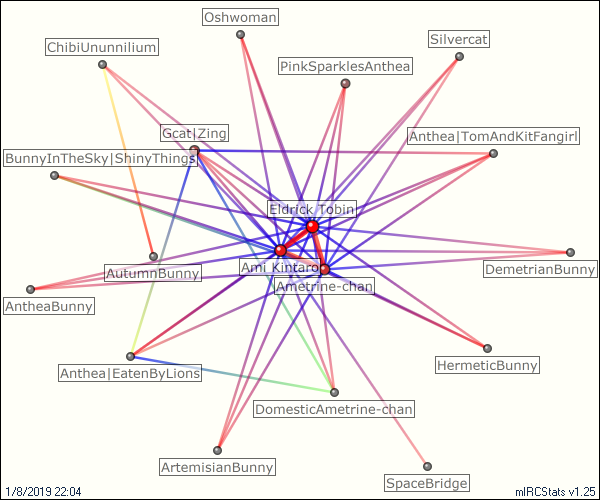 Oshwoman
Silvercat
ChibiUnunnilium
PinkSparklesAnthea
Gcat|Zing
Anthea|TomAndKitFangirl
BunnyInTheSky|ShinyThings
Eldrick_Tobin
Ami_Kintaro
DemetrianBunny
AutumnBunny
Ametrine-chan
AntheaBunny
HermeticBunny
Anthea|EatenByLions
DomesticAmetrine-chan
ArtemisianBunny
SpaceBridge
1/8/2019 22:04
mIRCStats v1.25